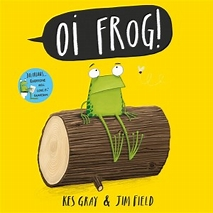 OI FROG!
KES GRAY & JIM FIELD